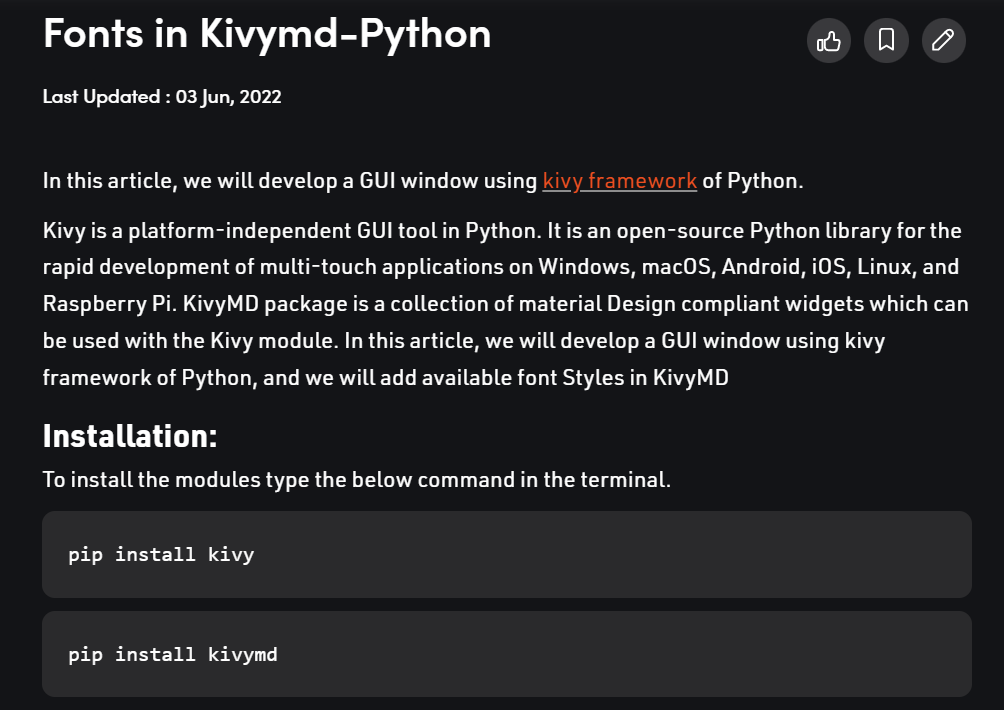 Fonts in Kivymd-Python
Last Updated : 03 Jun, 2022
In this article, we will develop a GUI window using kivy framework of Python.
Kivy is a platform-independent GUI tool in Python. It is an open-source Python library for the
rapid development of multi-touch applications on Windows, macOS, Android, iOS, Linux, and
Raspberry Pi. KivyMD package is a collection of material Design compliant widgets which can
be used with the Kivy module. In this article, we will develop a GUI window using kivy
framework of Python, and we will add available font Styles in KivyMD
Installation:
To install the modules type the below command in the terminal.
pip install kivy
pip install kivymd